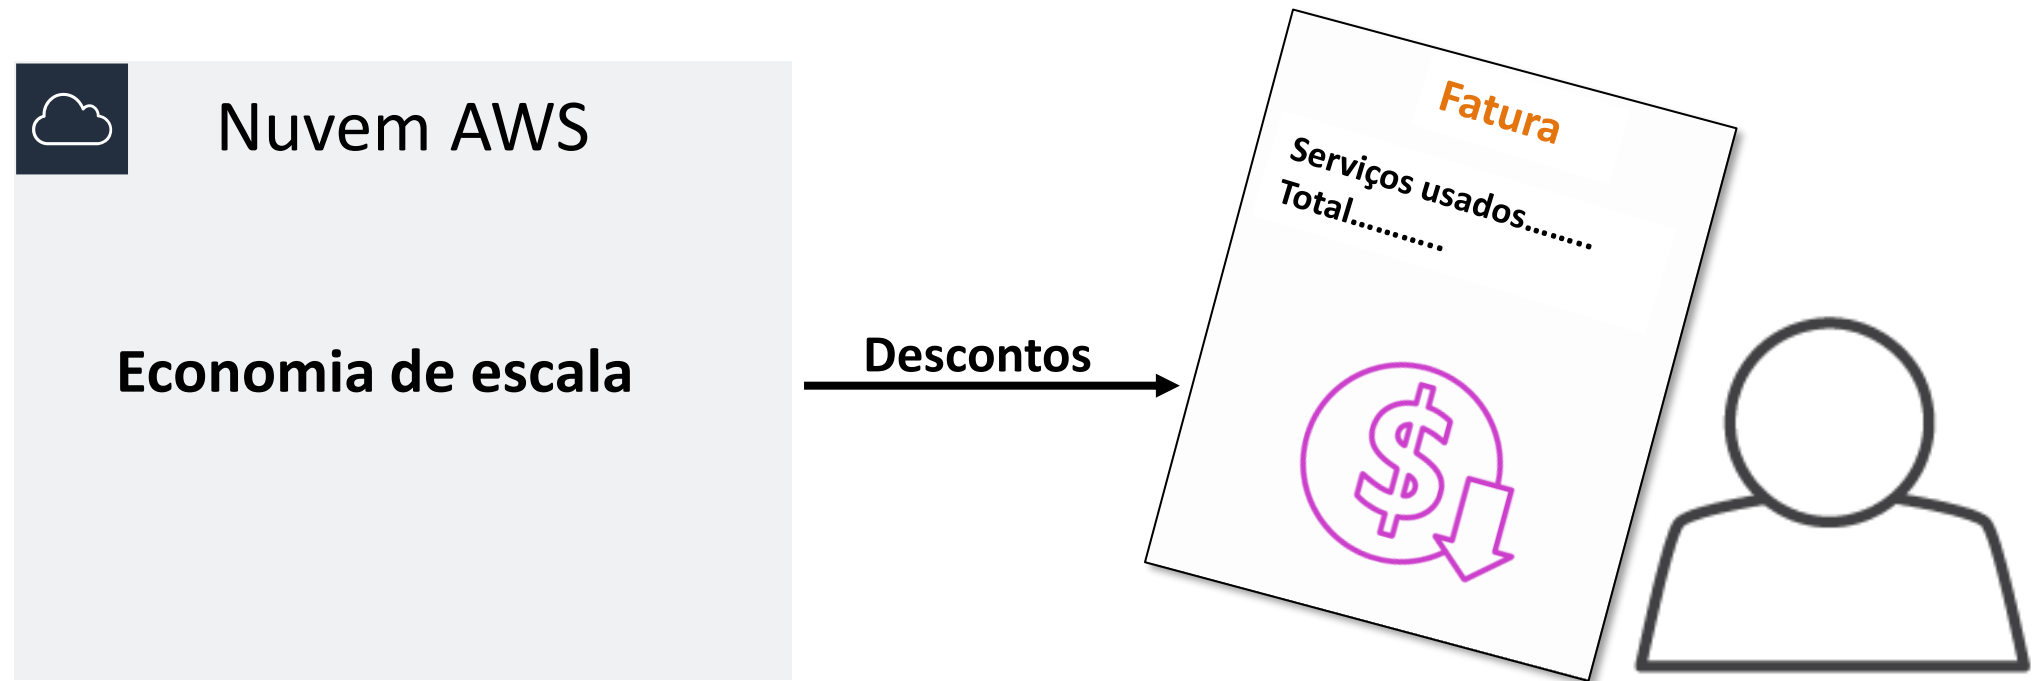 Nuvem AWS
Economia de escala
Descontos
Fatura
Serviços usados........
Total...........